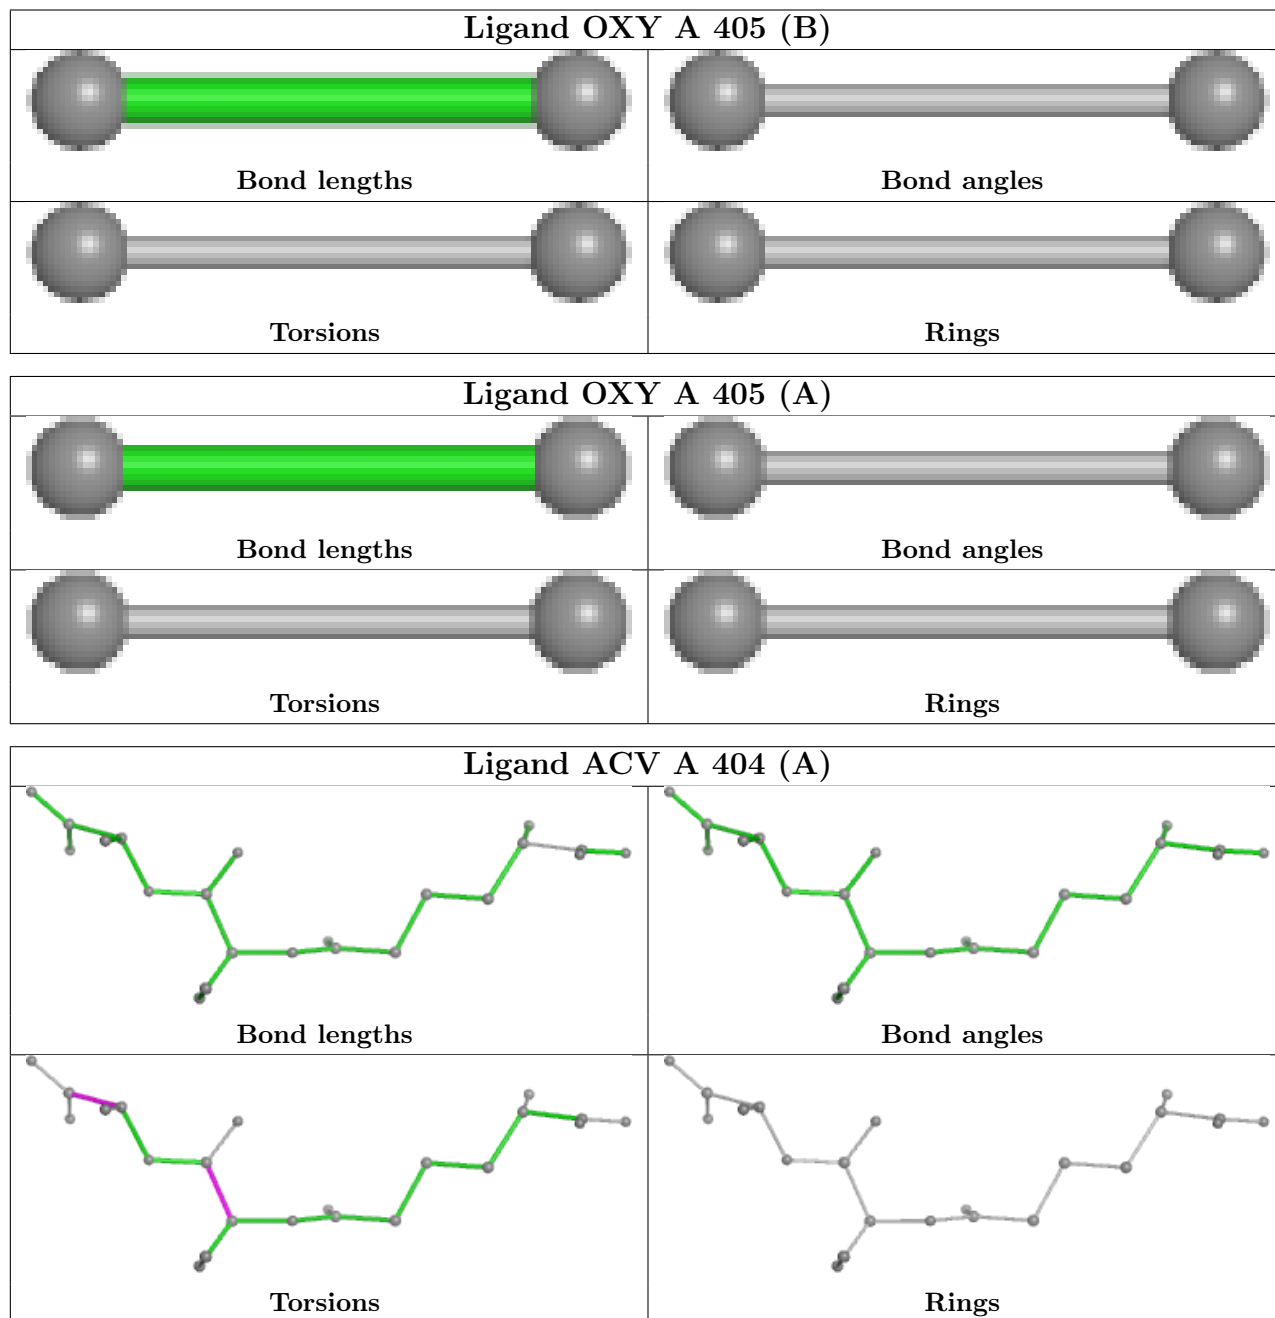 Ligand OXY A 405 (B)
Bond lengths
Bond angles
Torsions
Rings
Ligand OXY A 405 (A)
Bond lengths
Bond angles
Torsions
Rings
Ligand ACV A 404 (A)
Bond lengths
Bond angles
Torsions
Rings